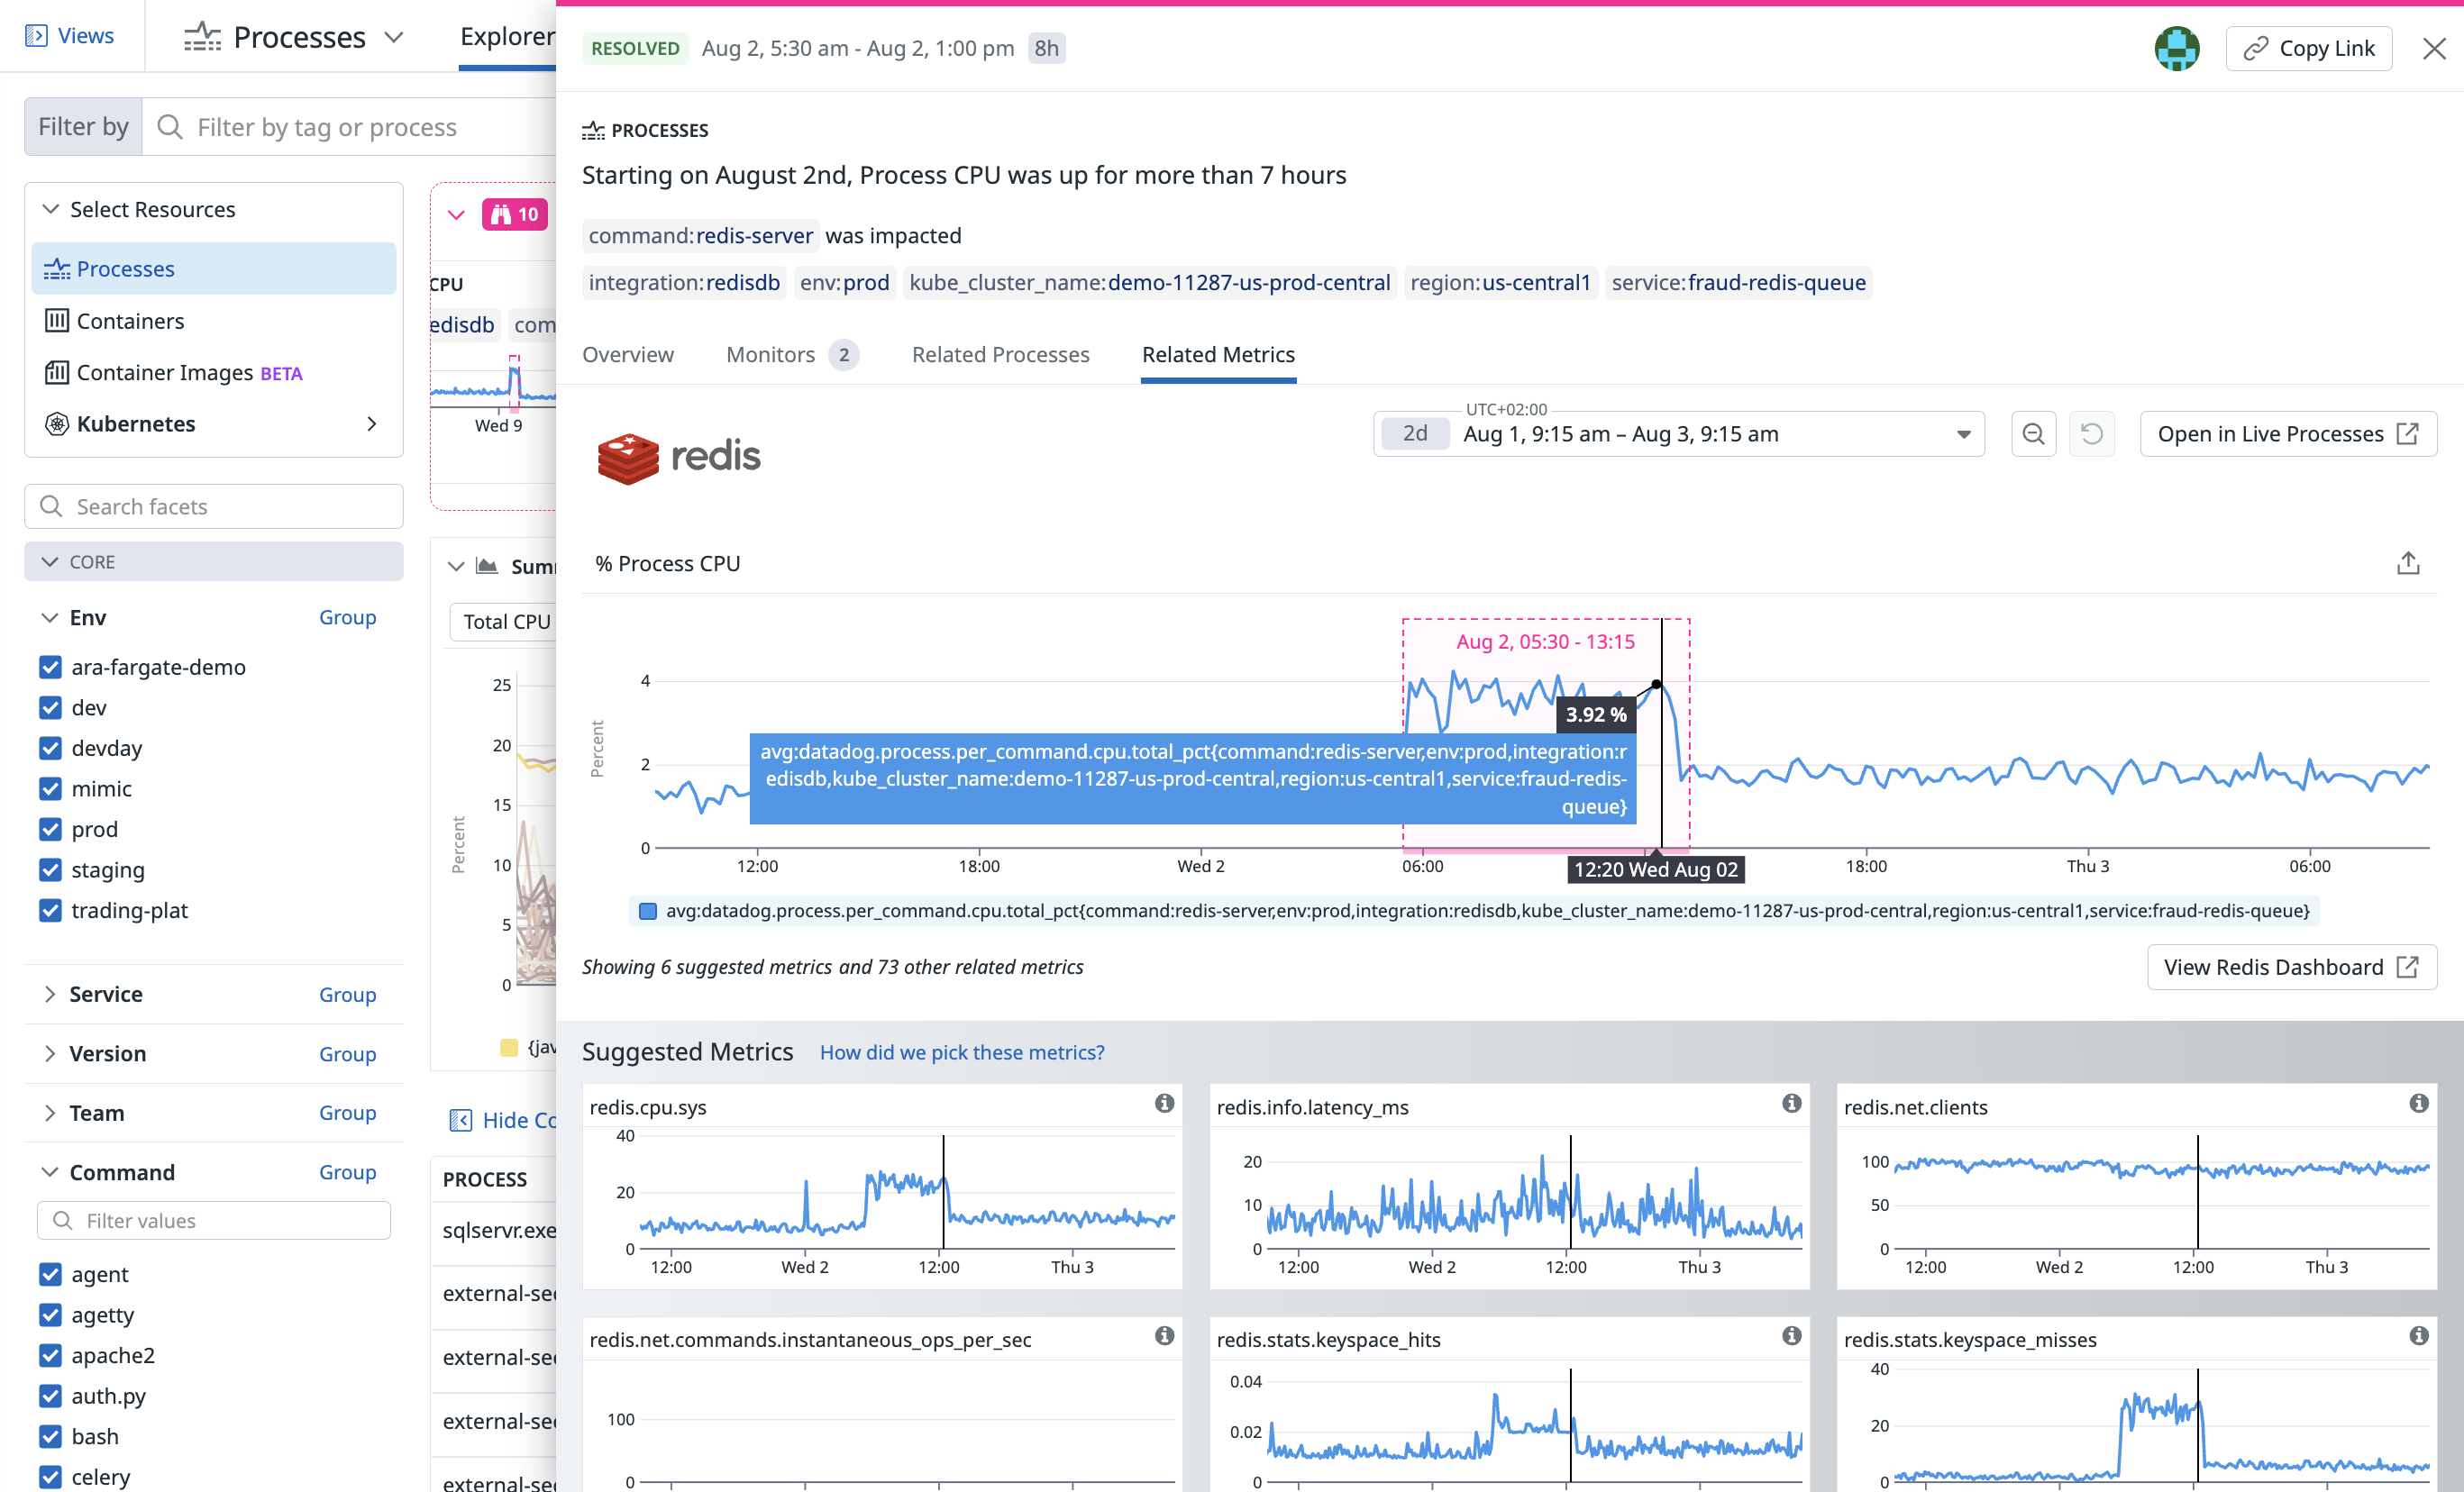 Views
Processes
Explorer
Filter by
Filter by tag or process
Select Resources
Processes
Containers
Container Images BETA
Kubernetes
Search facets
CORE
Env Group
ara-fargate-demo
dev
devday
mimic
prod
staging
trading-plat
Service Group
Version Group
Team Group
Command Group
Filter values
agent
agetty
apache2
auth.py
bash
celery
10
CPU
edisdb com
Wed 9
Sum
Total CPU
25
20
15
10
5
0
Percent
{jav
Hide Co
PROCESS
sqlservr.exe
external-sec
external-sec
external-sec
external-sec
RESOLVED Aug 2, 5:30 am - Aug 2, 1:00 pm 8h
Copy Link
PROCESSES
Starting on August 2nd, Process CPU was up for more than 7 hours
command:redis-server was impacted
integration:redisdb env:prod kube_cluster_name:demo-11287-us-prod-central region:us-central1 service:fraud-redis-queue
Overview Monitors 2 Related Processes Related Metrics
redis
UTC+02:00
2d Aug 1, 9:15 am – Aug 3, 9:15 am
Open in Live Processes
% Process CPU
Aug 2, 05:30 - 13:15
4
2
0
Percent
3.92 %
avg:datadog.process.per_command.cpu.total_pct{command:redis-server,env:prod,integration:r
edisdb,kube_cluster_name:demo-11287-us-prod-central,region:us-central1,service:fraud-redis-
queue}
12:00 18:00 Wed 2 06:00 12:20 Wed Aug 02 18:00 Thu 3 06:00
avg:datadog.process.per_command.cpu.total_pct{command:redis-server,env:prod,integration:redisdb,kube_cluster_name:demo-11287-us-prod-central,region:us-central1,service:fraud-redis-queue}
Showing 6 suggested metrics and 73 other related metrics
View Redis Dashboard
Suggested Metrics How did we pick these metrics?
redis.cpu.sys
40
20
0
12:00 Wed 2 12:00 Thu 3
redis.info.latency_ms
20
10
0
12:00 Wed 2 12:00 Thu 3
redis.net.clients
100
50
0
12:00 Wed 2 12:00 Thu 3
redis.net.commands.instantaneous_ops_per_sec
100
0
redis.stats.keyspace_hits
0.04
0.02
0
redis.stats.keyspace_misses
40
20
0